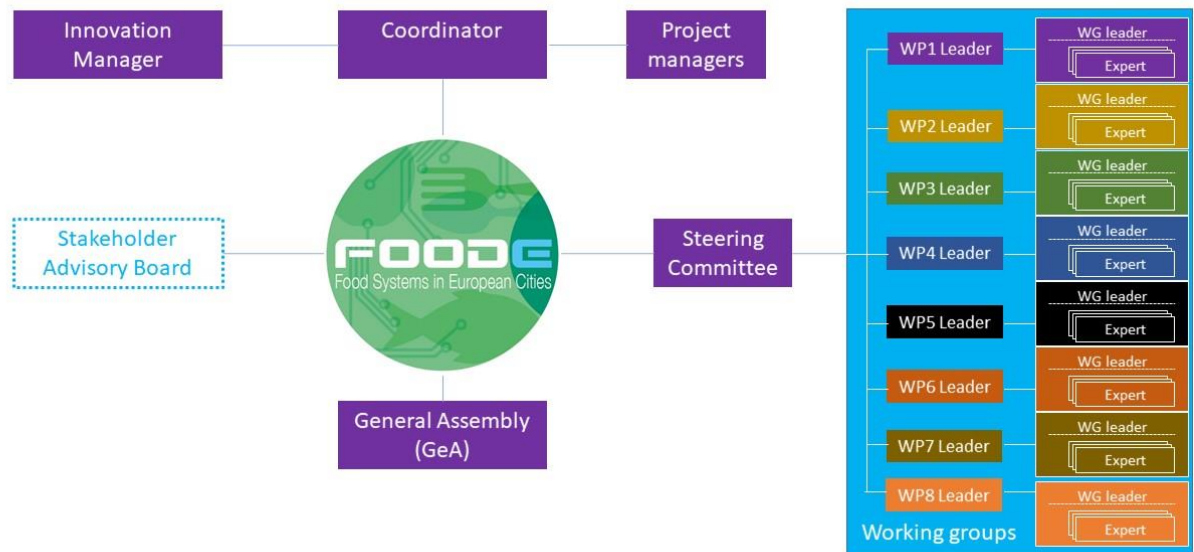 Innovation
Manager
Coordinator
Project
managers
Stakeholder
Advisory Board
FOODE
Food Systems in European Cities
Steering
Committee
General Assembly
(GeA)
WP1 Leader
WG leader
Expert
WP2 Leader
WG leader
Expert
WP3 Leader
WG leader
Expert
WP4 Leader
WG leader
Expert
WP5 Leader
WG leader
Expert
WP6 Leader
WG leader
Expert
WP7 Leader
WG leader
Expert
WP8 Leader
WG leader
Expert
Working groups